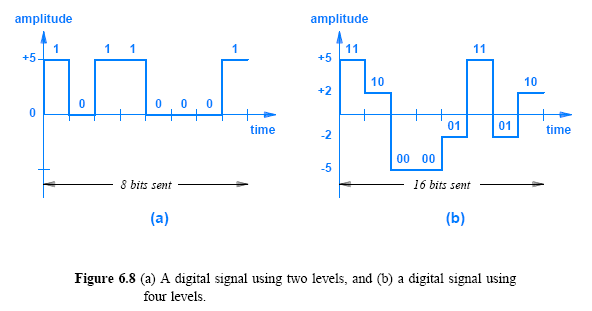 amplitude
+5
1 1 1 1
0 0 0 0
0
time
8 bits sent
(a)
amplitude
+5
11 11
+2
10 10
-2
01 01
time
00 00
-5
16 bits sent
(b)
Figure 6.8 (a) A digital signal using two levels, and (b) a digital signal using
four levels.